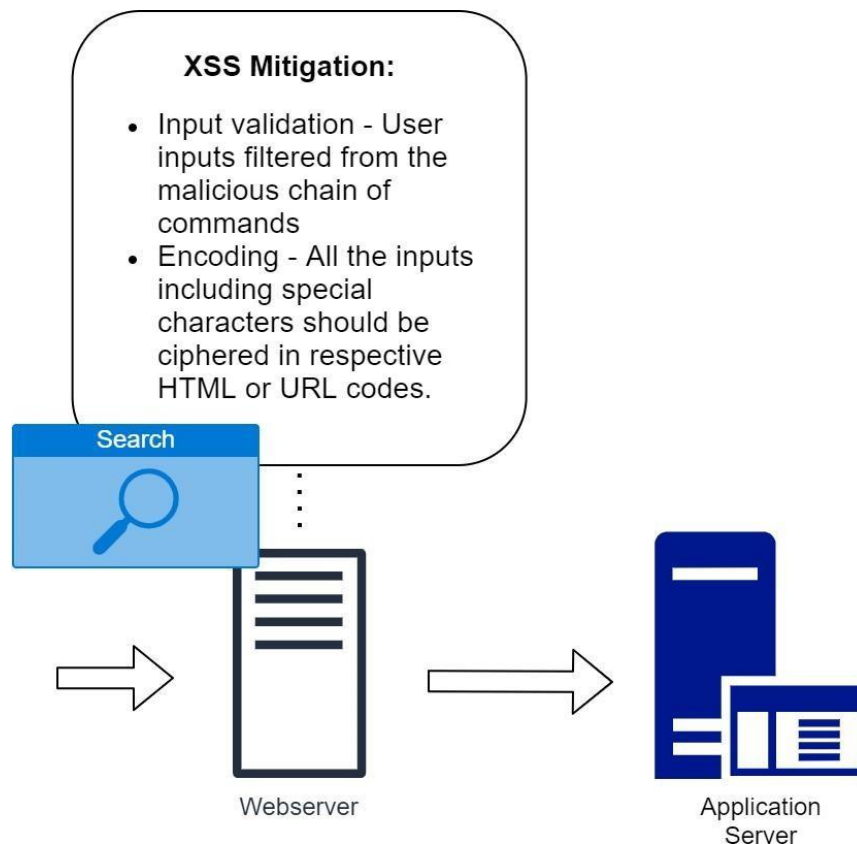 XSS Mitigation:
• Input validation - User
inputs filtered from the
malicious chain of
commands
• Encoding - All the inputs
including special
characters should be
ciphered in respective
HTML or URL codes.
Search
Webserver
Application
Server